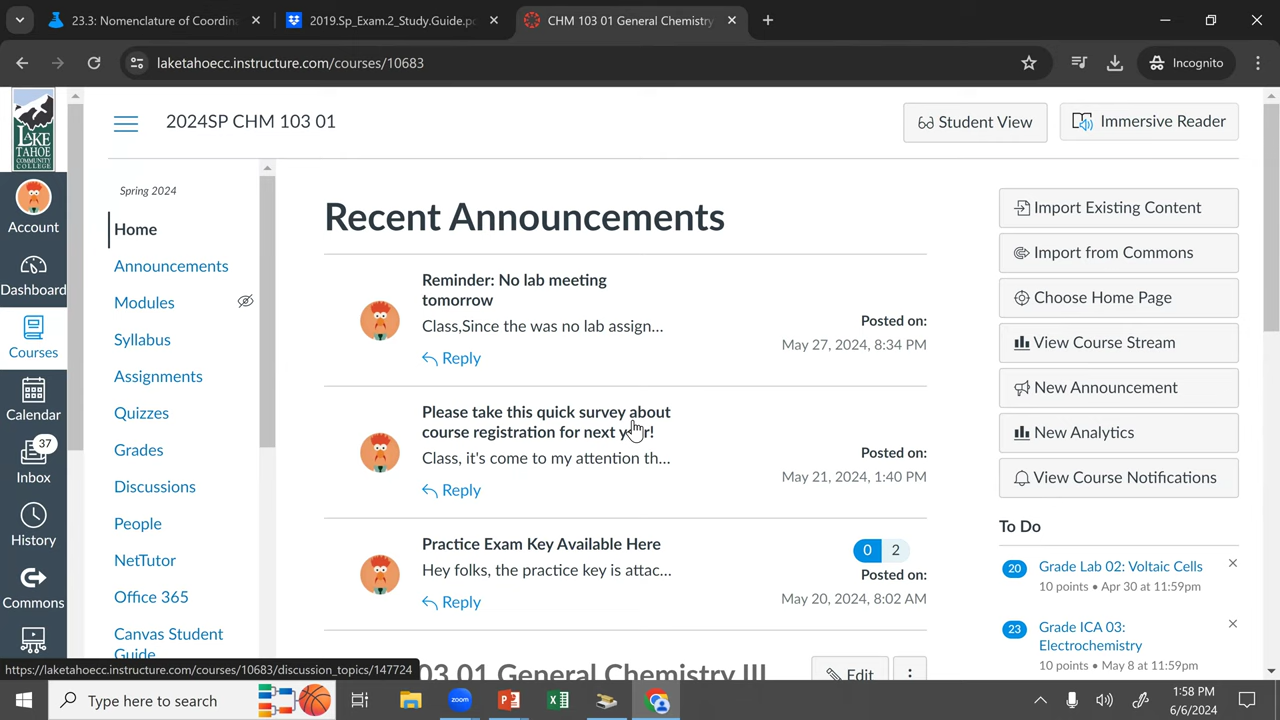 23.3: Nomenclature of Coordina
2019.Sp_Exam.2_Study.Guide.pd
CHM 103 01 General Chemistry
laketahoecc.instructure.com/courses/10683
Incognito
LAKE TAHOE
COMMUNITY COLLEGE
Account
Dashboard
Courses
Calendar
37
Inbox
History
Commons
2024SP CHM 103 01
Student View
Immersive Reader
Spring 2024
Home
Announcements
Modules
Syllabus
Assignments
Quizzes
Grades
Discussions
People
NetTutor
Office 365
Canvas Student
Guide
Recent Announcements
Reminder: No lab meeting
tomorrow
Class,Since the was no lab assign...
Reply
Posted on:
May 27, 2024, 8:34 PM
Please take this quick survey about
course registration for next year!
Class, it's come to my attention th...
Reply
Posted on:
May 21, 2024, 1:40 PM
Practice Exam Key Available Here
Hey folks, the practice key is attac...
Reply
0 2
Posted on:
May 20, 2024, 8:02 AM
03 01 General Chemistry III
Edit
Import Existing Content
Import from Commons
Choose Home Page
View Course Stream
New Announcement
New Analytics
View Course Notifications
To Do
20
Grade Lab 02: Voltaic Cells
10 points • Apr 30 at 11:59pm
23
Grade ICA 03:
Electrochemistry
10 points • May 8 at 11:59pm
https://laketahoecc.instructure.com/courses/10683/discussion_topics/147724
Type here to search
zoom
1:58 PM
6/6/2024